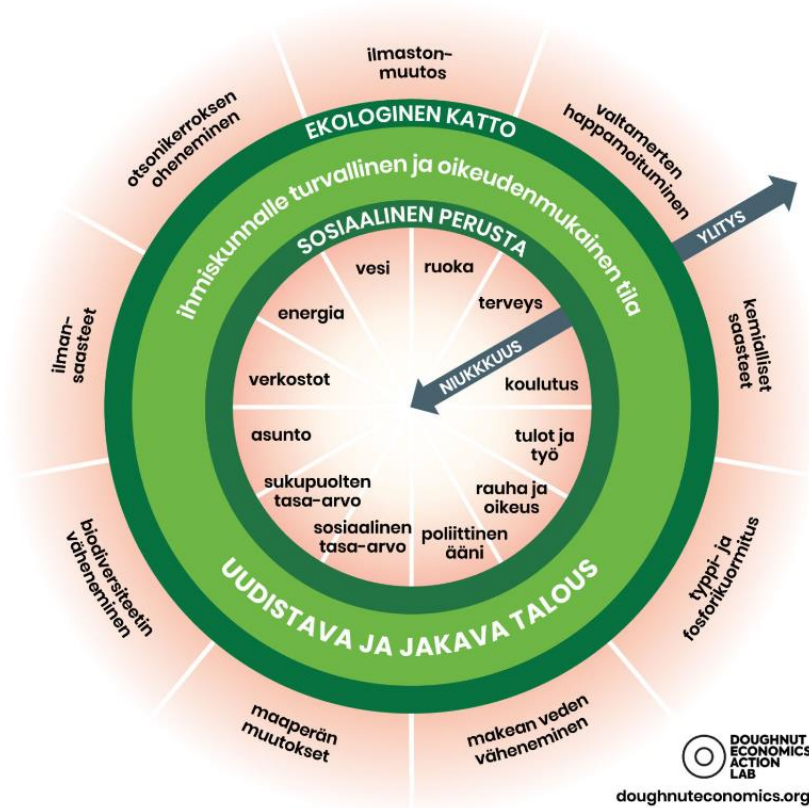 ilmaston-
muutos
valtamerten
happamoituminen
kemialliset
saasteet
typpi- ja
fosforikuormitus
makean veden
väheneminen
maaperän
muutokset
biodiversiteetin
väheneminen
ilman-
saasteet
otsonikerroksen
oheneminen
YLITYS
EKOLOGINEN KATTO
ihmiskunnalle turvallinen ja oikeudenmukainen tila
SOSIAALINEN PERUSTA
ruoka
terveys
NIUKKKUUS
koulutus
tulot ja
työ
rauha ja
oikeus
poliittinen
ääni
sosiaalinen
tasa-arvo
sukupuolten
tasa-arvo
asunto
verkostot
energia
vesi
UUDISTAVA JA JAKAVA TALOUS
DOUGHNUT
ECONOMICS
ACTION
LAB
doughnuteconomics.org